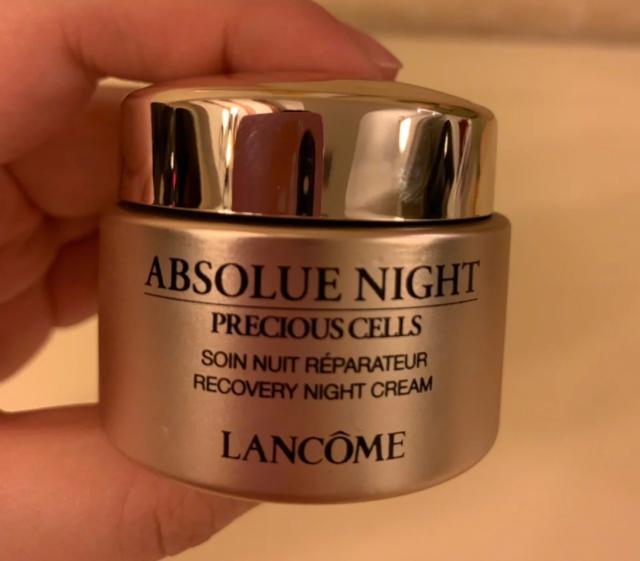 ABSOLUE NIGHT
PRECIOUS CELLS
SOIN NUIT RÉPARATEUR
RECOVERY NIGHT CREAM
LANCÔME